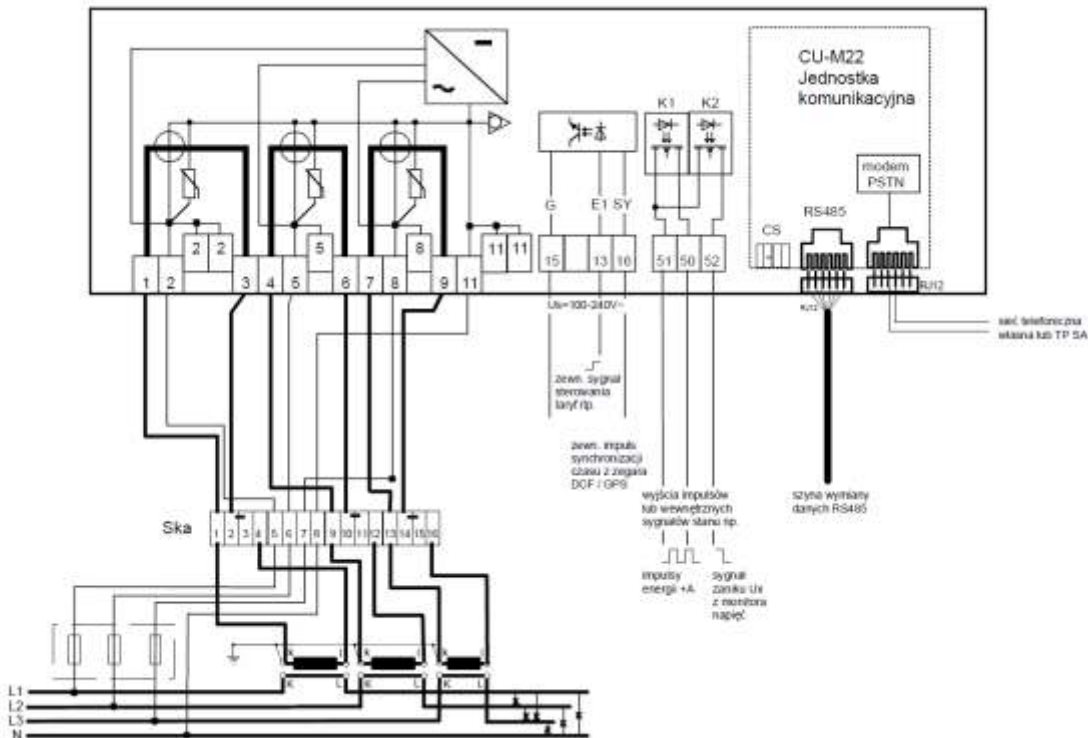 CU-M22
Jednostka
komunikacyjna
K1 K2
modem
PSTN
RS485
G E1 SY
CS
2 2 5 8 11 11
15 13 16
51 50 52
1 2 3 4 5 6 7 8 9 11
RJ12
RJ12
Us=100-240V~
sieć telefoniczna
własna lub TP SA
zewn. sygnał
sterowania
taryf np.
zewn. impuls
synchronizacji
czasu z zegara
DCF / GPS
wyjścia impulsów
lub wewnętrznych
sygnałów stanu np.
szyna wymiany
danych RS485
Ska
1 2 3 4 5 6 7 8 9 10 11 12 13 14 15 16
impulsy
energii +A
sygnał
zaniku Ux
z monitora
napięć
k l k l k l
K L K L K L
L1
L2
L3
N